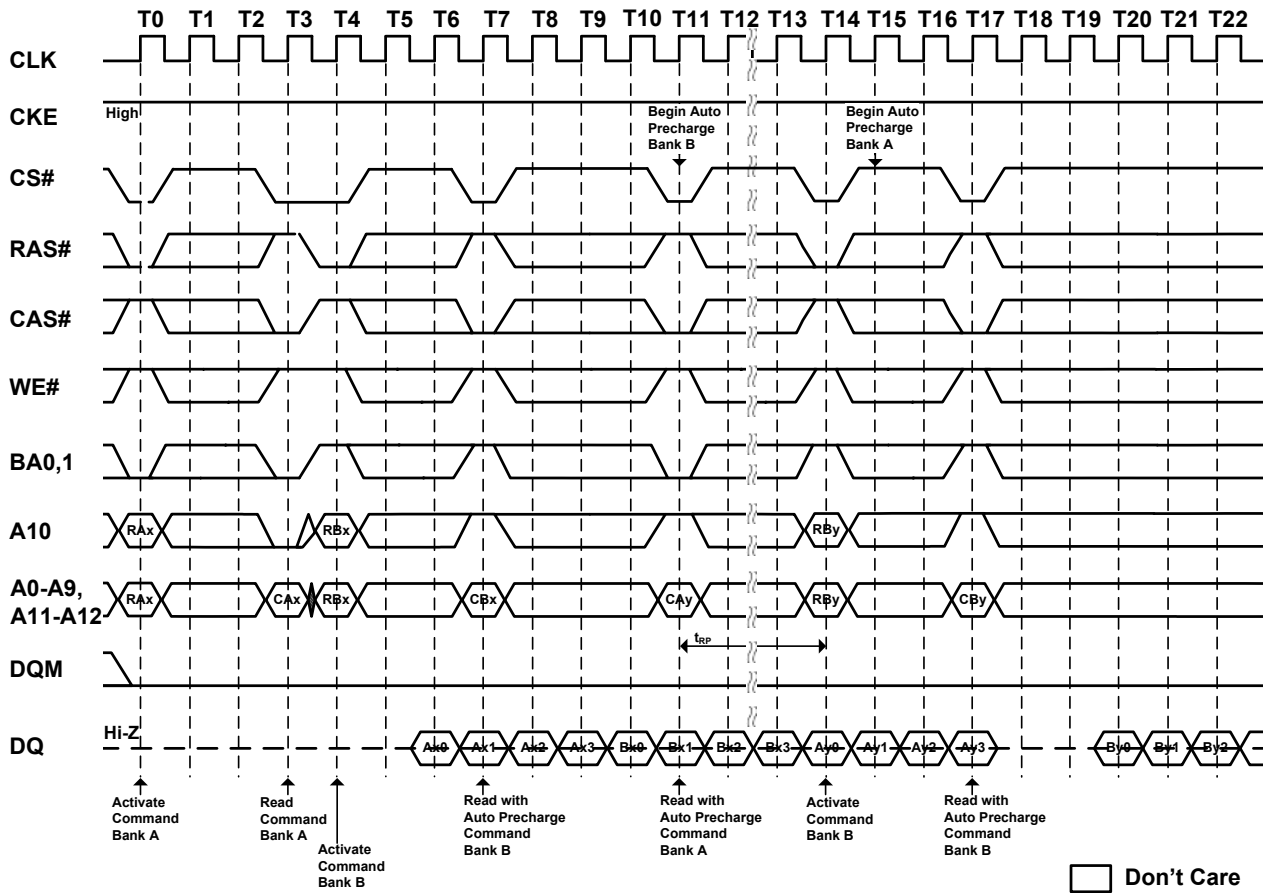 T0 T1 T2 T3 T4 T5 T6 T7 T8 T9 T10 T11 T12 T13 T14 T15 T16 T17 T18 T19 T20 T21 T22
CLK
CKE
High
Begin Auto
Precharge
Bank B
Begin Auto
Precharge
Bank A
CS#
RAS#
CAS#
WE#
BA0,1
A10
RAx RBx RBy
A0-A9,
A11-A12
RAx CAx RBx CBx CAy RBy CBy
tRP
DQM
DQ
Hi-Z
Ax0 Ax1 Ax2 Ax3 Bx0 Bx1 Bx2 Bx3 Ay0 Ay1 Ay2 Ay3 By0 By1 By2
Activate
Command
Bank A
Read
Command
Bank A
Activate
Command
Bank B
Read with
Auto Precharge
Command
Bank B
Read with
Auto Precharge
Command
Bank A
Activate
Command
Bank B
Read with
Auto Precharge
Command
Bank B
Don't Care